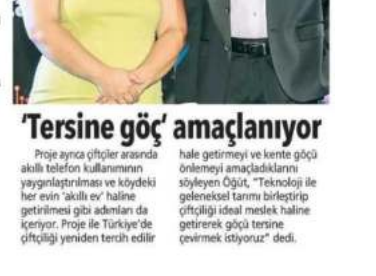 'Tersine göç' amaçlanıyor
Proje ayrıca çiftçiler arasında
akıllı telefon kullanımının
yaygınlaştırılması ve köydeki
her evin 'akıllı ev' haline
getirilmesi gibi adımları da
içeriyor. Proje ile Türkiye'de
çiftçiliği yeniden tercih edilir
hale getirmeyi ve kente göçü
önlemeyi amaçladıklarını
söyleyen Öğüt, "Teknoloji ile
geleneksel tarımı birleştirip
çiftçiliği ideal meslek haline
getirerek göçü tersine
çevirmek istiyoruz" dedi.